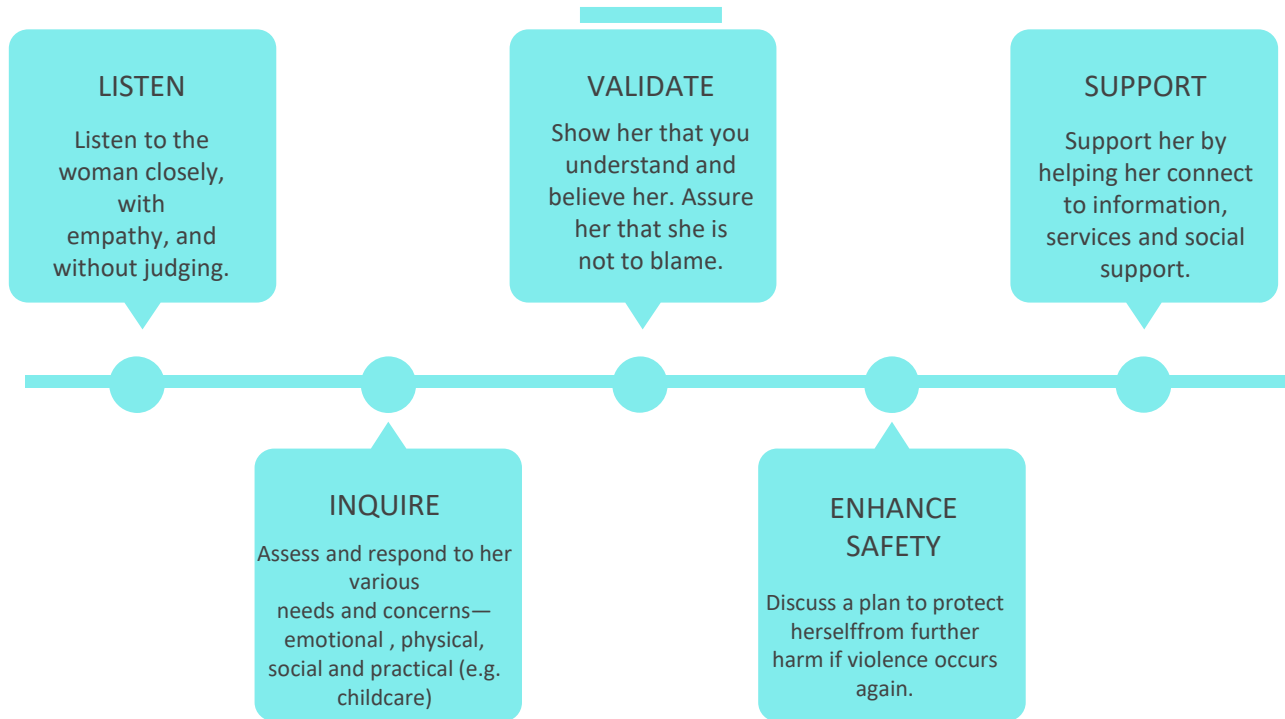 LISTEN
Listen to the
woman closely,
with
empathy, and
without judging.
INQUIRE
Assess and respond to her
various
needs and concerns—
emotional , physical,
social and practical (e.g.
childcare)
VALIDATE
Show her that you
understand and
believe her. Assure
her that she is
not to blame.
ENHANCE
SAFETY
Discuss a plan to protect
herselffrom further
harm if violence occurs
again.
SUPPORT
Support her by
helping her connect
to information,
services and social
support.